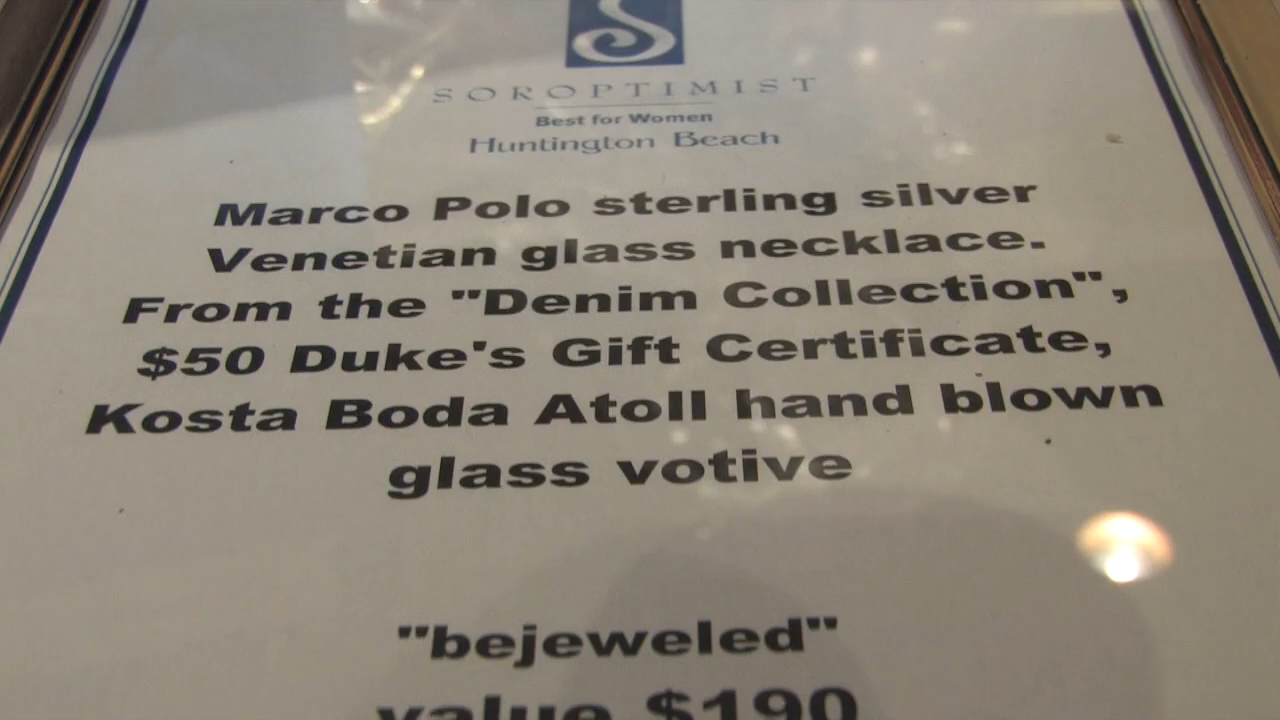 SOROPTIMIST
Best for Women
Huntington Beach
Marco Polo sterling silver
Venetian glass necklace.
From the "Denim Collection",
$50 Duke's Gift Certificate,
Kosta Boda Atoll hand blown
glass votive
"bejeweled"
value $190